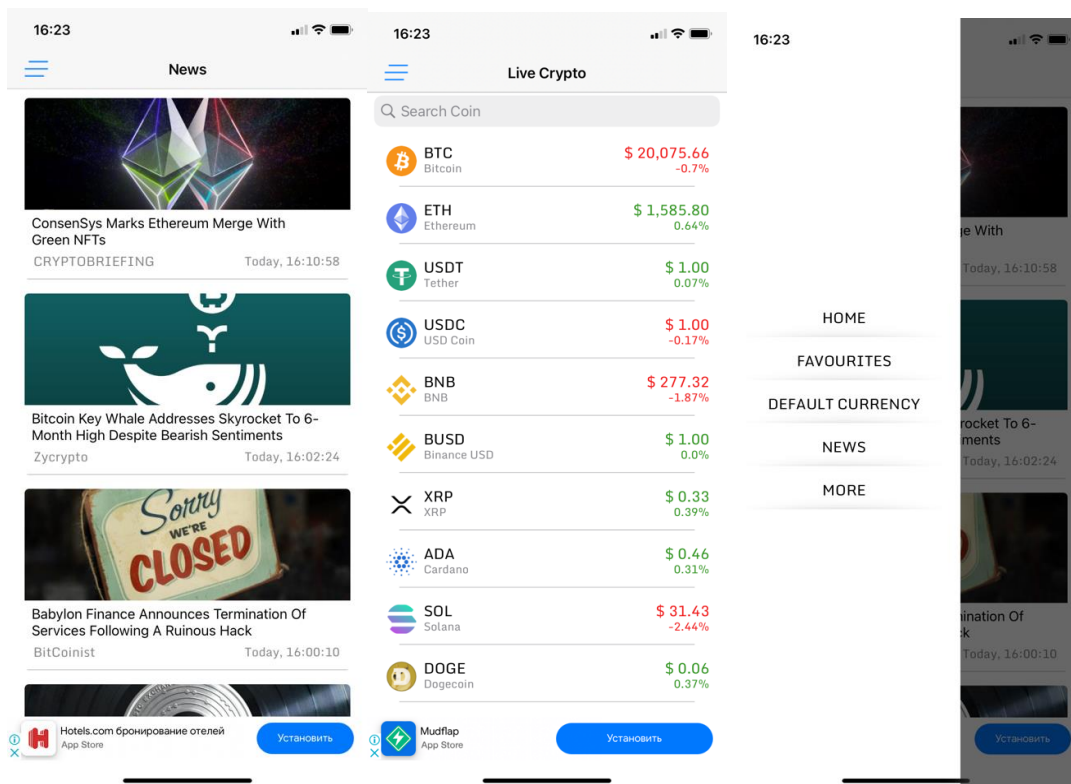 16:23
News
ConsenSys Marks Ethereum Merge With
Green NFTs
CRYPTOBRIEFING Today, 16:10:58
Bitcoin Key Whale Addresses Skyrocket To 6-
Month High Despite Bearish Sentiments
Zycrypto Today, 16:02:24
Sorry
WE'RE
CLOSED
Babylon Finance Announces Termination Of
Services Following A Ruinous Hack
BitCoinist Today, 16:00:10
Hotels.com бронирование отелей
App Store
Установить
16:23
Live Crypto
Search Coin
BTC $ 20,075.66
Bitcoin -0.7%
ETH $ 1,585.80
Ethereum 0.64%
USDT $ 1.00
Tether 0.07%
USDC $ 1.00
USD Coin -0.17%
BNB $ 277.32
BNB -1.87%
BUSD $ 1.00
Binance USD 0.0%
XRP $ 0.33
XRP 0.39%
ADA $ 0.46
Cardano 0.31%
SOL $ 31.43
Solana -2.44%
DOGE $ 0.06
Dogecoin 0.37%
Mudflap
App Store
Установить
16:23
HOME
FAVOURITES
DEFAULT CURRENCY
NEWS
MORE
ge With
Today, 16:10:58
rocket To 6-
ments
Today, 16:02:24
nination Of
k
Today, 16:00:10
Установить